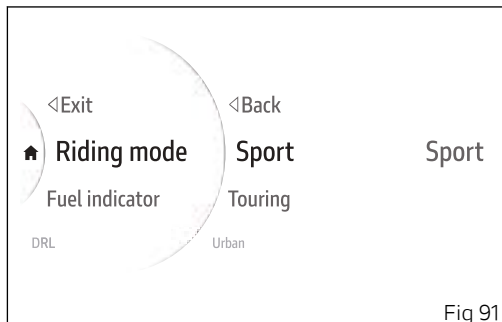 ◁Exit ◁Back
Riding mode Sport Sport
Fuel indicator Touring
DRL Urban
Fig 91